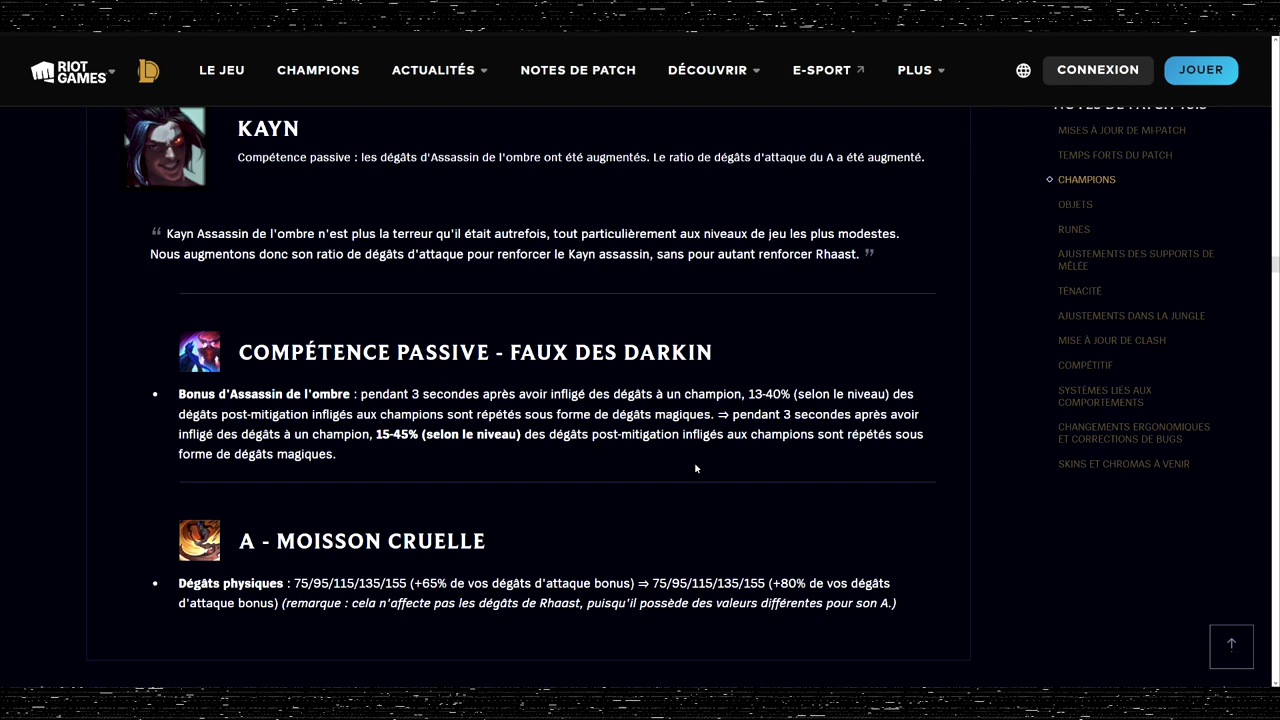 RIOT GAMES
LE JEU
CHAMPIONS
ACTUALITÉS
NOTES DE PATCH
DÉCOUVRIR
E-SPORT
PLUS
CONNEXION
JOUER
KAYN
Compétence passive : les dégâts d'Assassin de l'ombre ont été augmentés. Le ratio de dégâts d'attaque du A a été augmenté.
“ Kayn Assassin de l'ombre n'est plus la terreur qu'il était autrefois, tout particulièrement aux niveaux de jeu les plus modestes.
Nous augmentons donc son ratio de dégâts d'attaque pour renforcer le Kayn assassin, sans pour autant renforcer Rhaast. ”
COMPÉTENCE PASSIVE - FAUX DES DARKIN
• Bonus d'Assassin de l'ombre : pendant 3 secondes après avoir infligé des dégâts à un champion, 13-40% (selon le niveau) des
dégâts post-mitigation infligés aux champions sont répétés sous forme de dégâts magiques. ⇒ pendant 3 secondes après avoir
infligé des dégâts à un champion, 15-45% (selon le niveau) des dégâts post-mitigation infligés aux champions sont répétés sous
forme de dégâts magiques.
A - MOISSON CRUELLE
• Dégâts physiques : 75/95/115/135/155 (+65% de vos dégâts d'attaque bonus) ⇒ 75/95/115/135/155 (+80% de vos dégâts
d'attaque bonus) (remarque : cela n'affecte pas les dégâts de Rhaast, puisqu'il possède des valeurs différentes pour son A.)
MISES À JOUR DE MI-PATCH
TEMPS FORTS DU PATCH
CHAMPIONS
OBJETS
RUNES
AJUSTEMENTS DES SUPPORTS DE
MÊLÉE
TÉNACITÉ
AJUSTEMENTS DANS LA JUNGLE
MISE À JOUR DE CLASH
COMPÉTITIF
SYSTÈMES LIÉS AUX
COMPORTEMENTS
CHANGEMENTS ERGONOMIQUES
ET CORRECTIONS DE BUGS
SKINS ET CHROMAS À VENIR